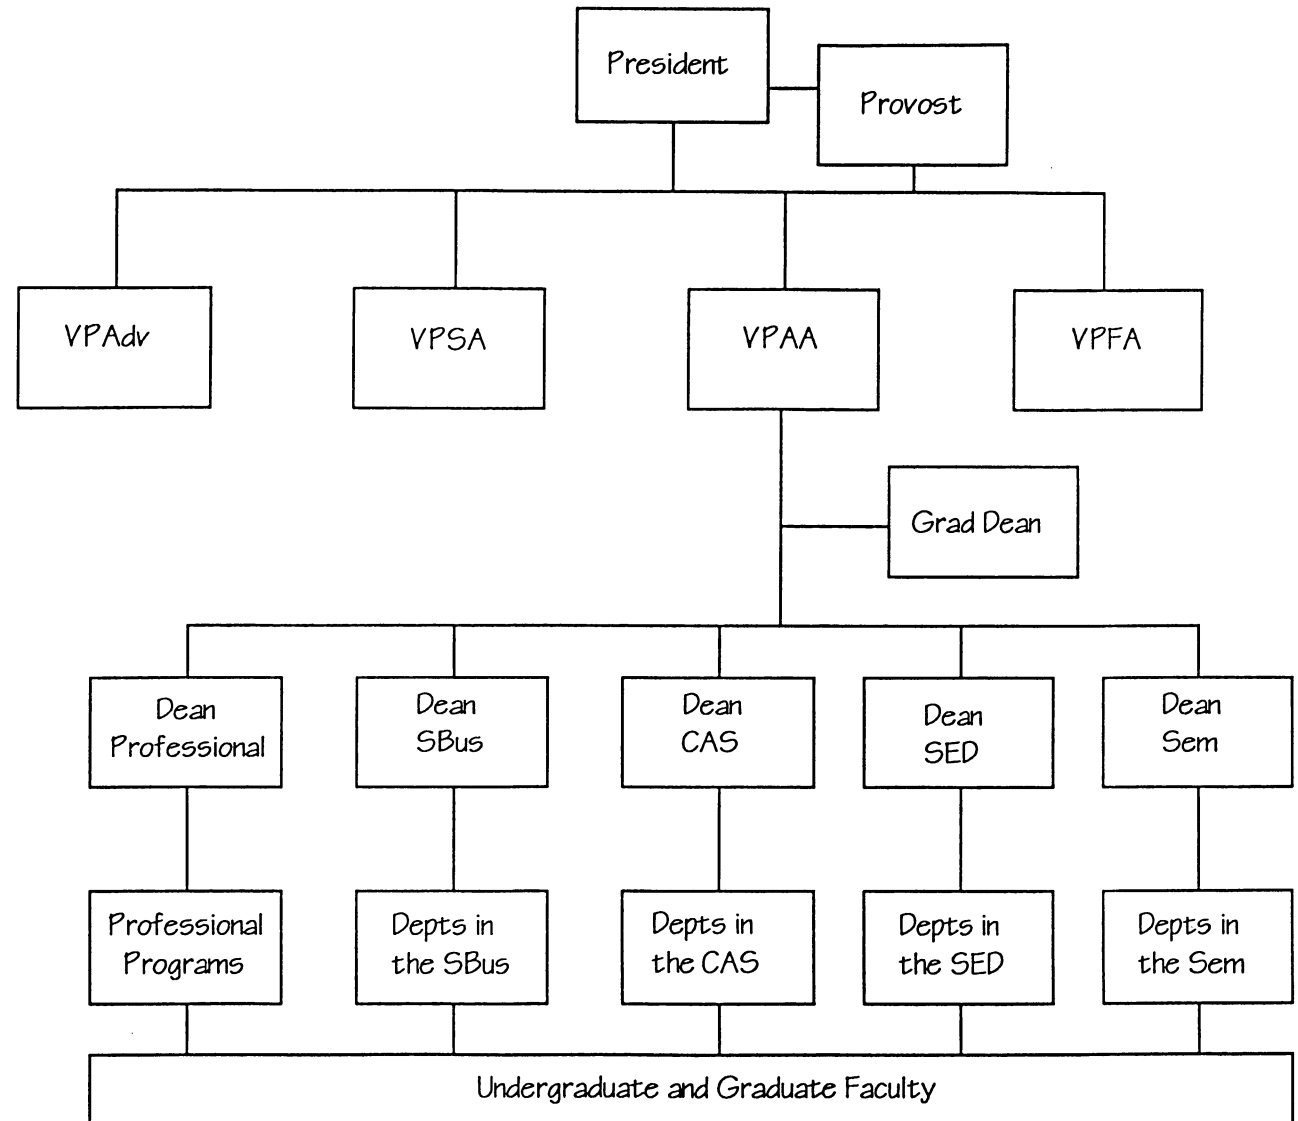 President
Provost
VPAdv
VPSA
VPAA
VPFA
Grad Dean
Dean
Professional
Dean
SBus
Dean
CAS
Dean
SED
Dean
Sem
Professional
Programs
Depts in
the SBus
Depts in
the CAS
Depts in
the SED
Depts in
the Sem
Undergraduate and Graduate Faculty